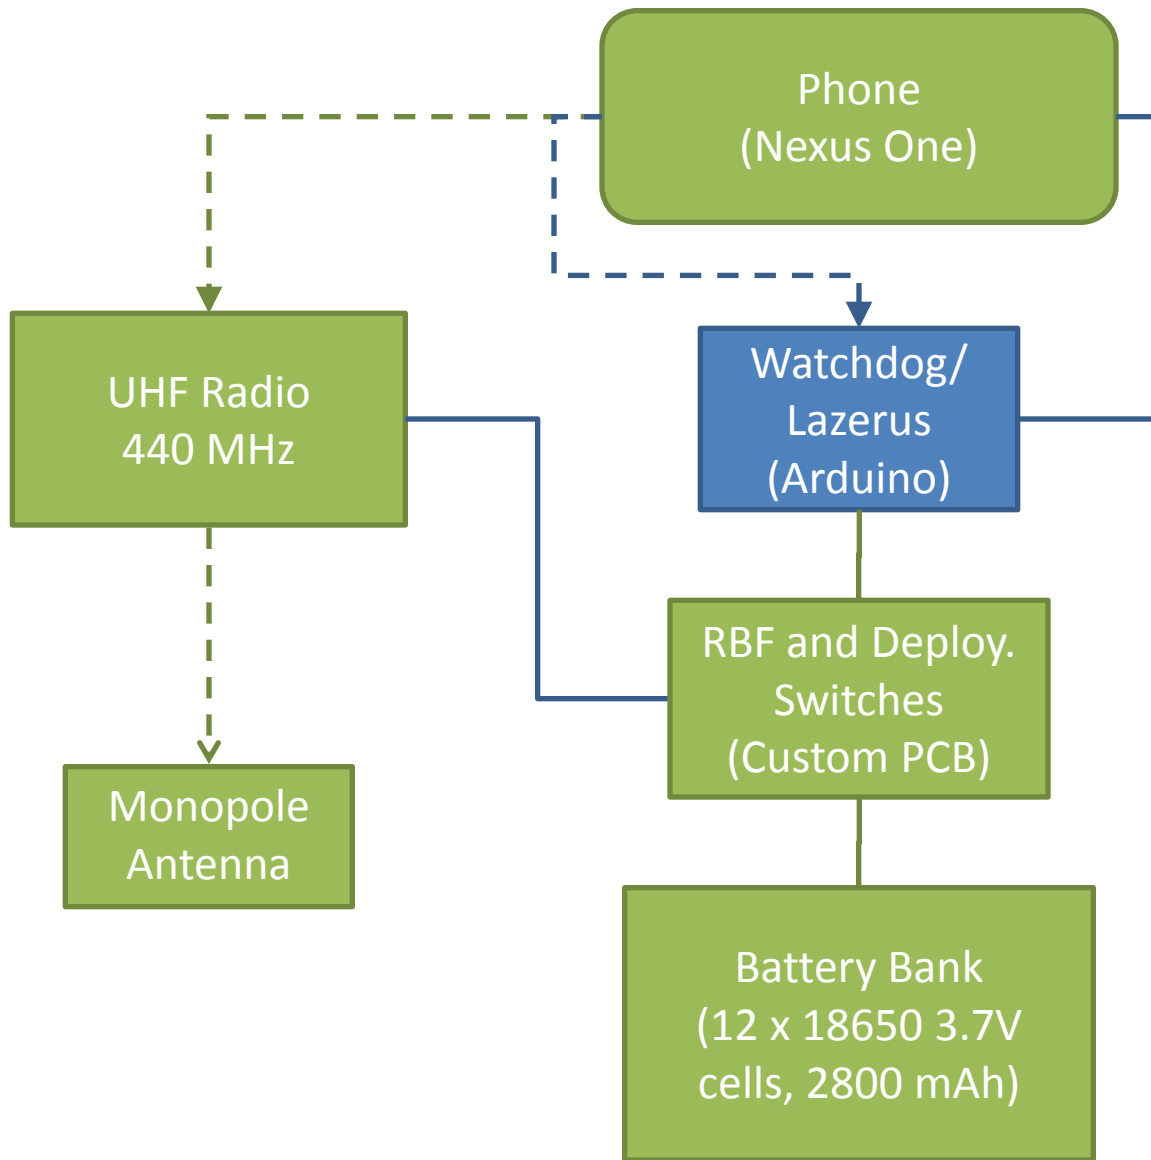 Phone
(Nexus One)
UHF Radio
440 MHz
Watchdog/
Lazerus
(Arduino)
RBF and Deploy.
Switches
(Custom PCB)
Monopole
Antenna
Battery Bank
(12 x 18650 3.7V
cells, 2800 mAh)